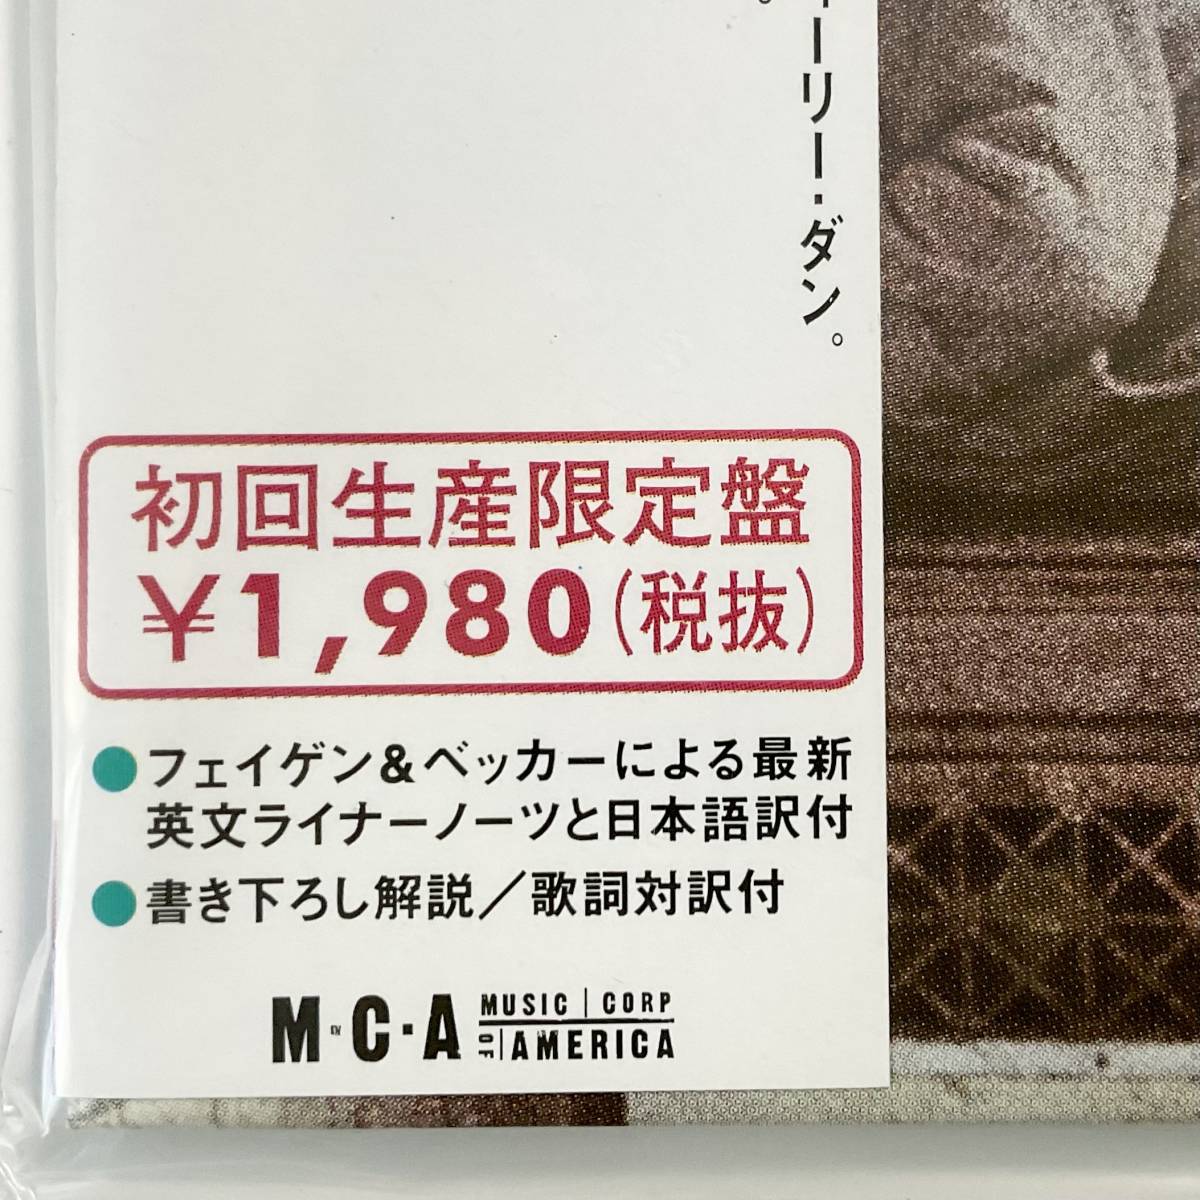 ーリー・ダン。
初回生産限定盤
¥1,980(税抜)
●フェイゲン&ベッカーによる最新
英文ライナーノーツと日本語訳付
●書き下ろし解説／歌詞対訳付
M·C·A MUSIC | CORP
OF | AMERICA